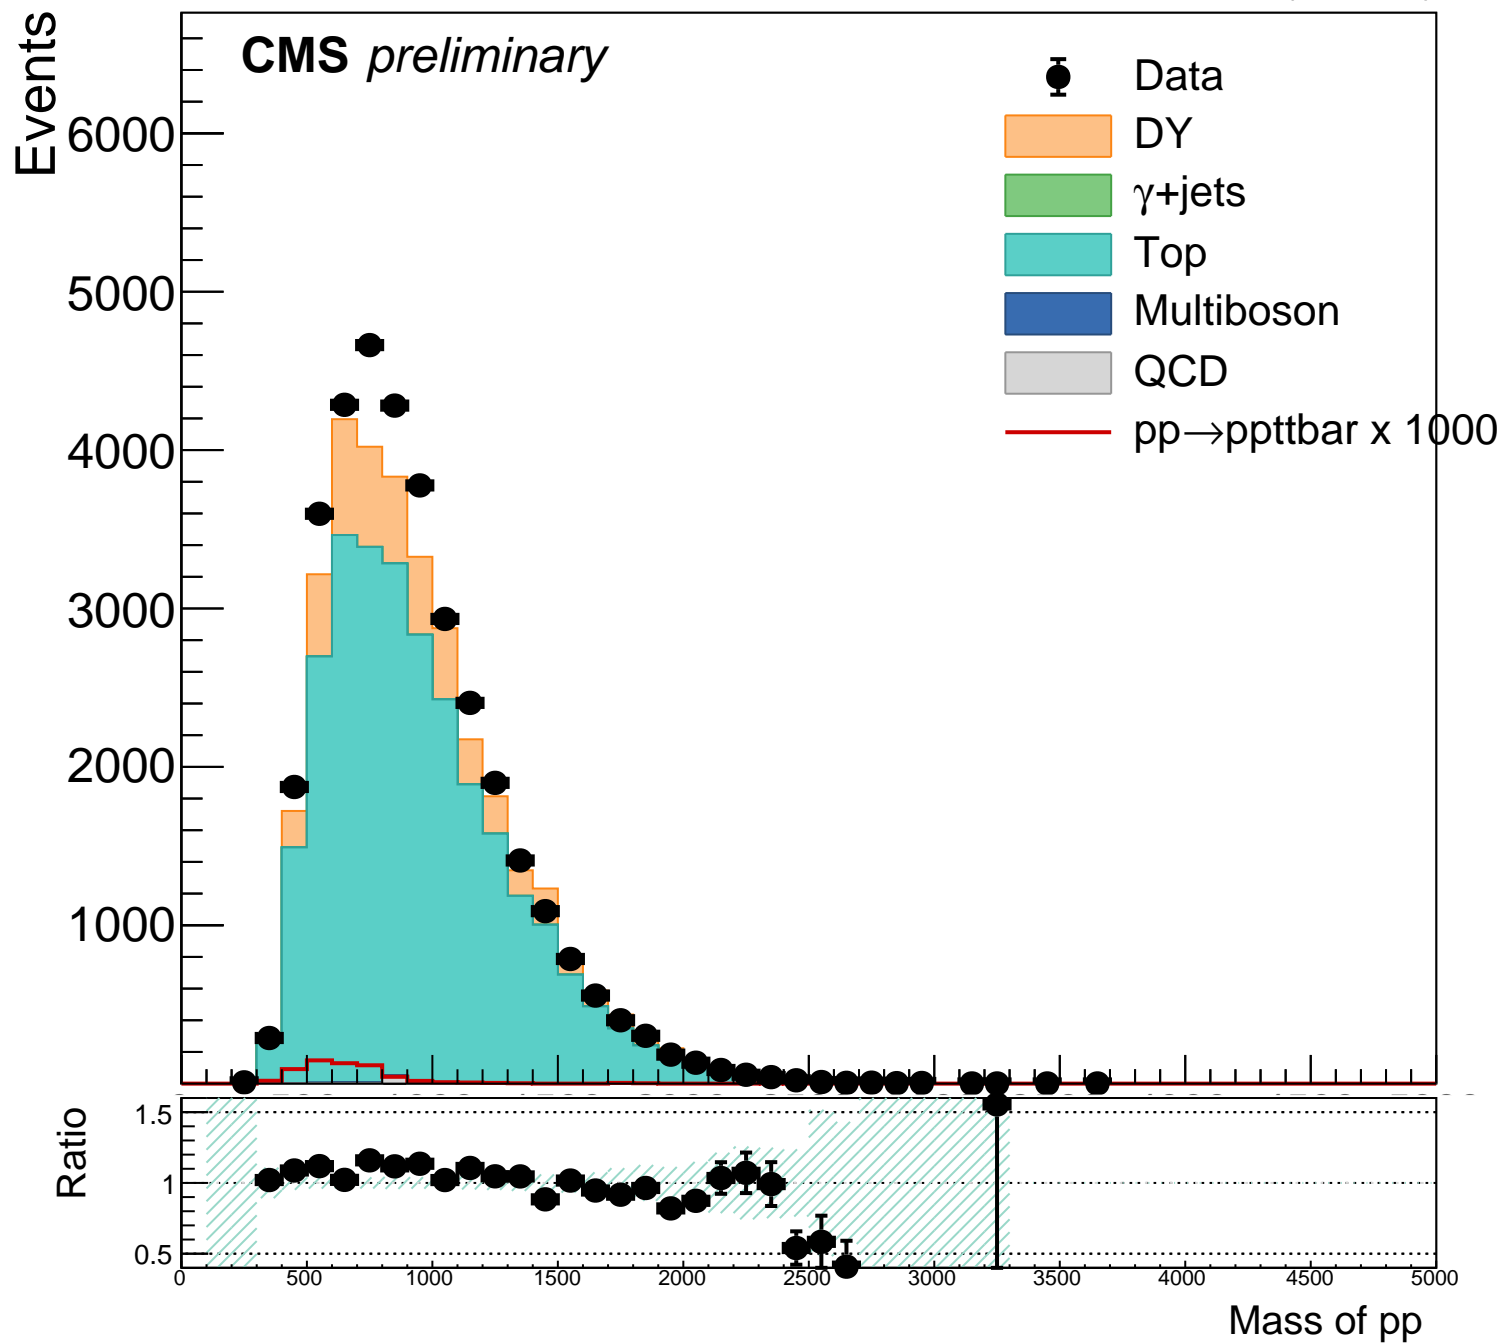 CMS preliminary
Events
6000
5000
4000
3000
2000
1000
Data
DY
γ+jets
Top
Multiboson
QCD
pp→ppttbar x 1000
Ratio
1.5
1
0.5
0 500 1000 1500 2000 2500 3000 3500 4000 4500 5000
Mass of pp